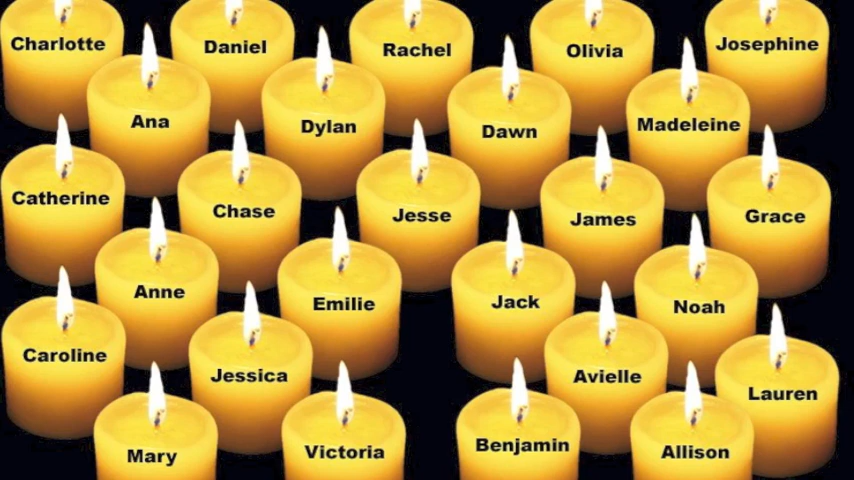 Charlotte
Daniel
Rachel
Olivia
Josephine
Ana
Dylan
Dawn
Madeleine
Catherine
Chase
Jesse
James
Grace
Anne
Emilie
Jack
Noah
Caroline
Jessica
Avielle
Lauren
Mary
Victoria
Benjamin
Allison